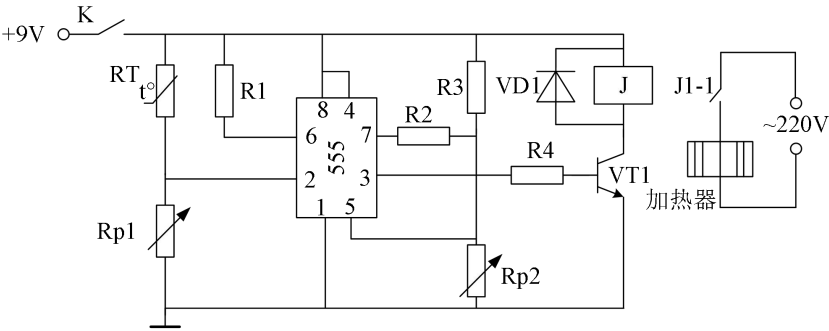 K
+9V
RT
t°
R1
8 4
R3
VD1
J
J1-1
6
7
R2
555
~220V
2
3
R4
VT1
1 5
加热器
Rp1
Rp2